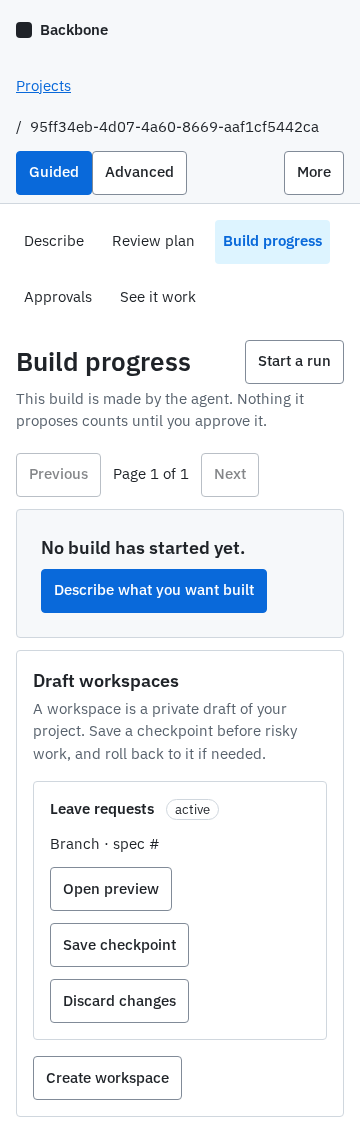 Backbone
Projects
/ 95ff34eb-4d07-4a60-8669-aaf1cf5442ca
Guided Advanced More
Describe Review plan Build progress
Approvals See it work
Build progress Start a run
This build is made by the agent. Nothing it
proposes counts until you approve it.
Previous Page 1 of 1 Next
No build has started yet.
Describe what you want built
Draft workspaces
A workspace is a private draft of your
project. Save a checkpoint before risky
work, and roll back to it if needed.
Leave requests active
Branch · spec #
Open preview
Save checkpoint
Discard changes
Create workspace